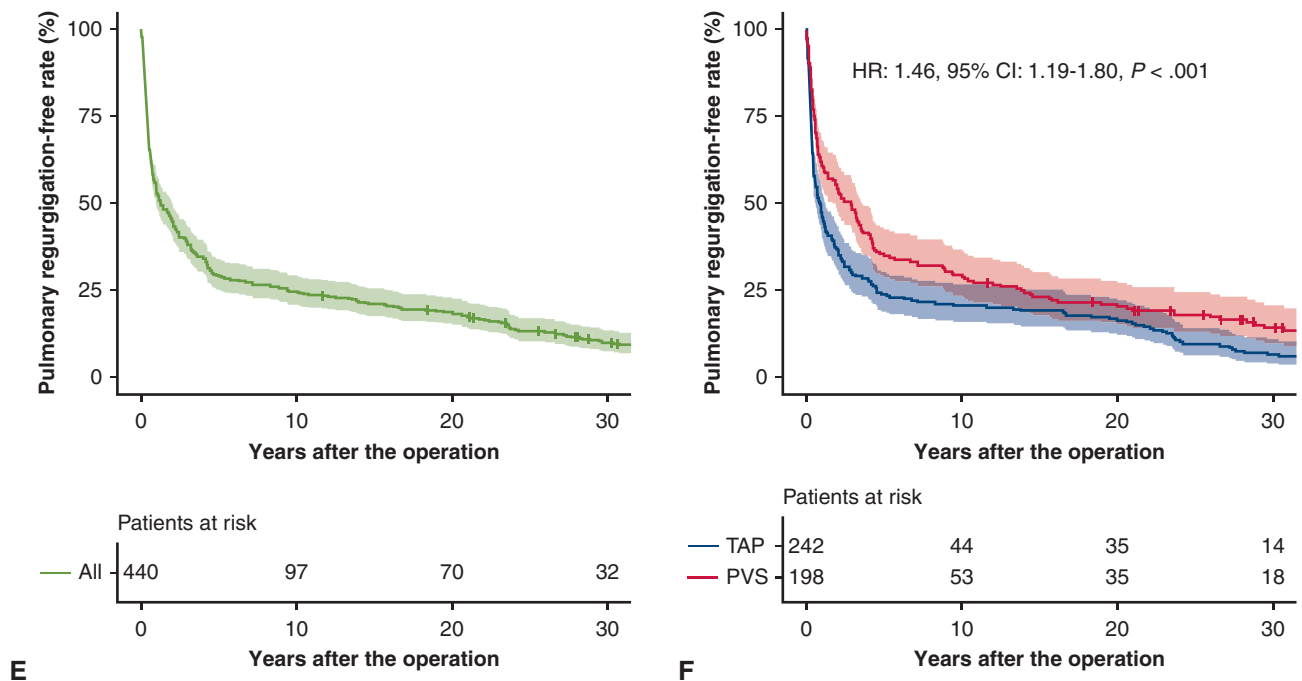 Pulmonary regurgigation-free rate (%)
100
75
50
25
0
0 10 20 30
Years after the operation
Patients at risk
All 440 97 70 32
0 10 20 30
Years after the operation
E
Pulmonary regurgigation-free rate (%)
100
75
50
25
0
HR: 1.46, 95% CI: 1.19-1.80, P < .001
0 10 20 30
Years after the operation
Patients at risk
TAP 242 44 35 14
PVS 198 53 35 18
0 10 20 30
Years after the operation
F